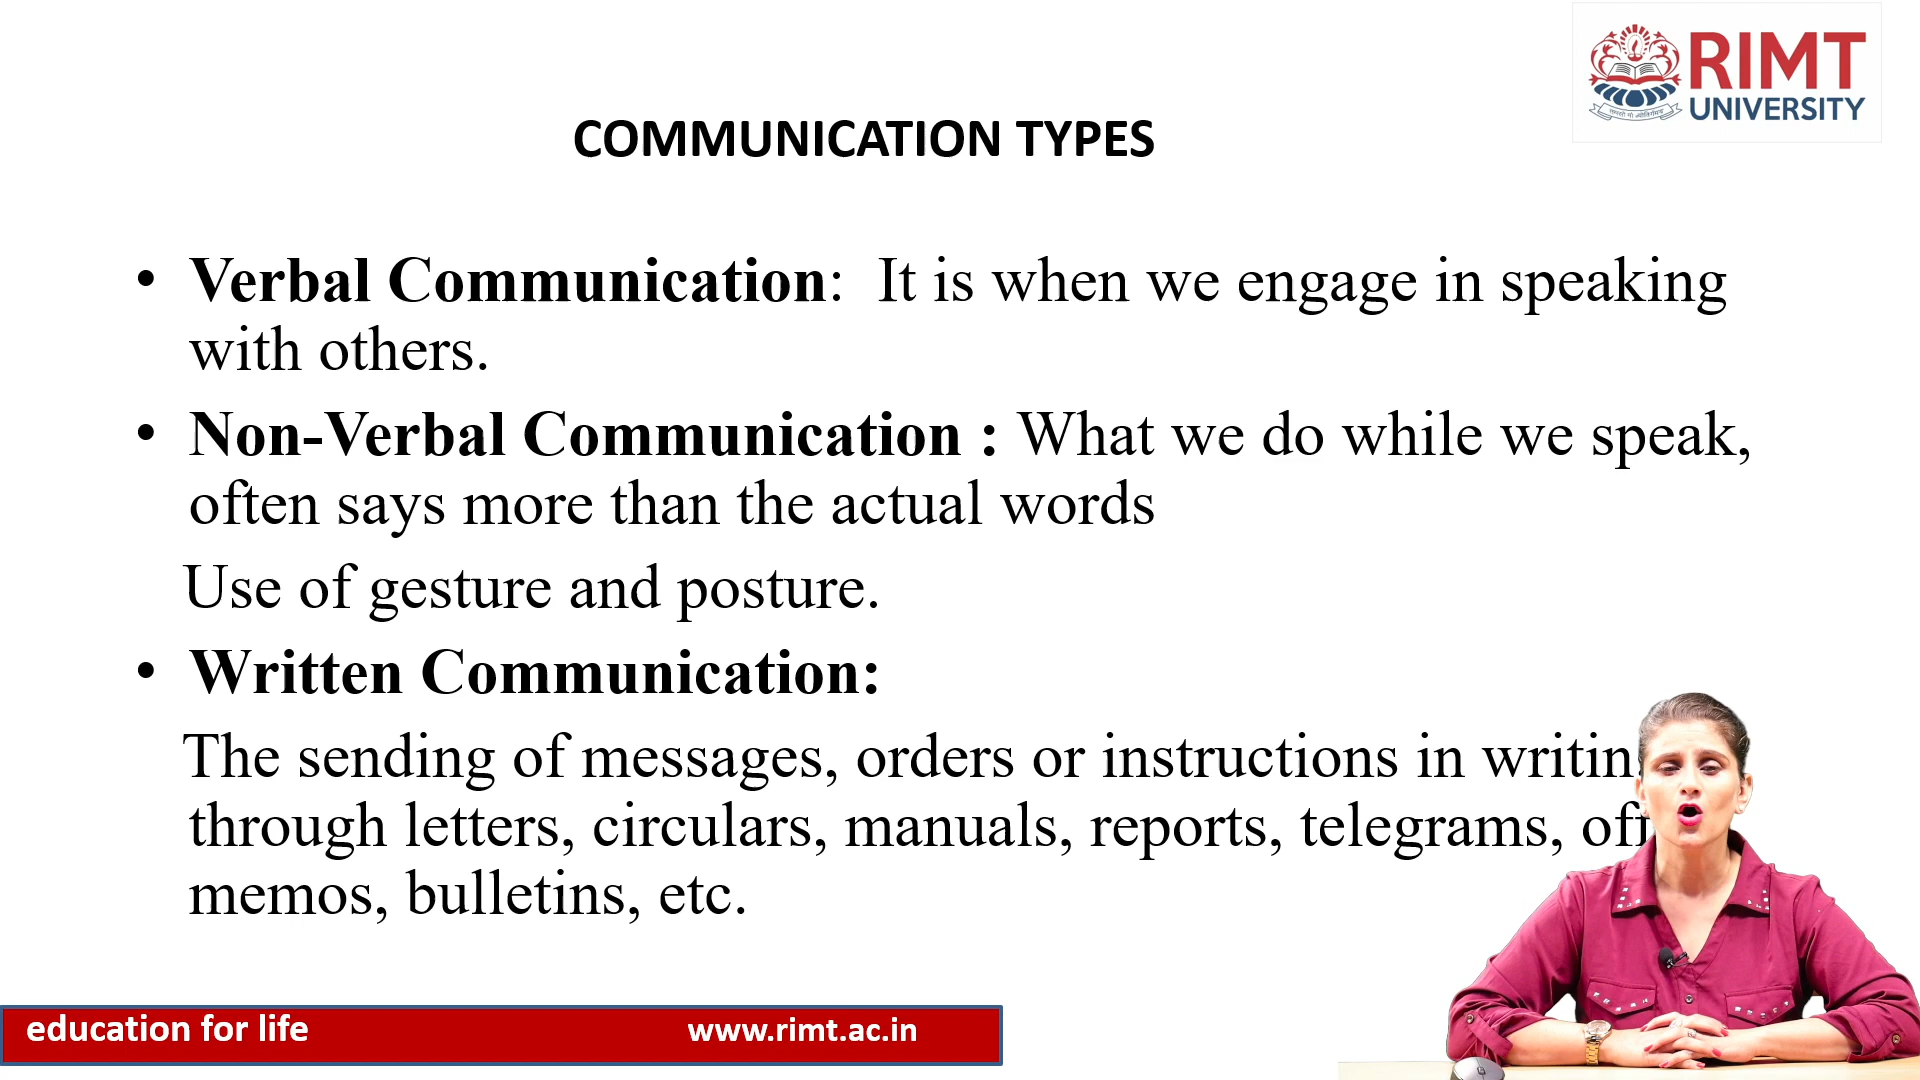 RIMT
UNIVERSITY
COMMUNICATION TYPES
• Verbal Communication: It is when we engage in speaking
with others.
• Non-Verbal Communication : What we do while we speak,
often says more than the actual words
Use of gesture and posture.
• Written Communication:
The sending of messages, orders or instructions in
through letters, circulars, manuals, reports, telegrams,
memos, bulletins, etc.
education for life www.rimt.ac.in